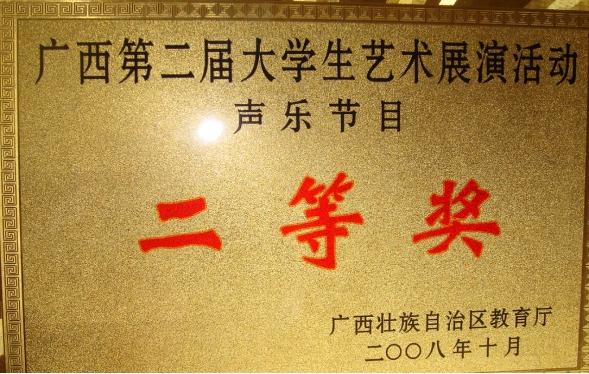 广西第二届大学生艺术展演活动
声乐节目
二等奖
广西壮族自治区教育厅
二〇〇八年十月